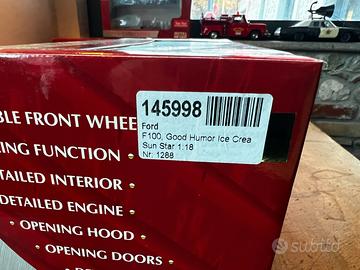 145998
Ford
F100, Good Humor Ice Crea
Sun Star 1:18
Nr: 1288
BLE FRONT WHEE
ING FUNCTION •
TAILED INTERIOR •
DETAILED ENGINE •
• OPENING HOOD •
• OPENING DOORS •
subito